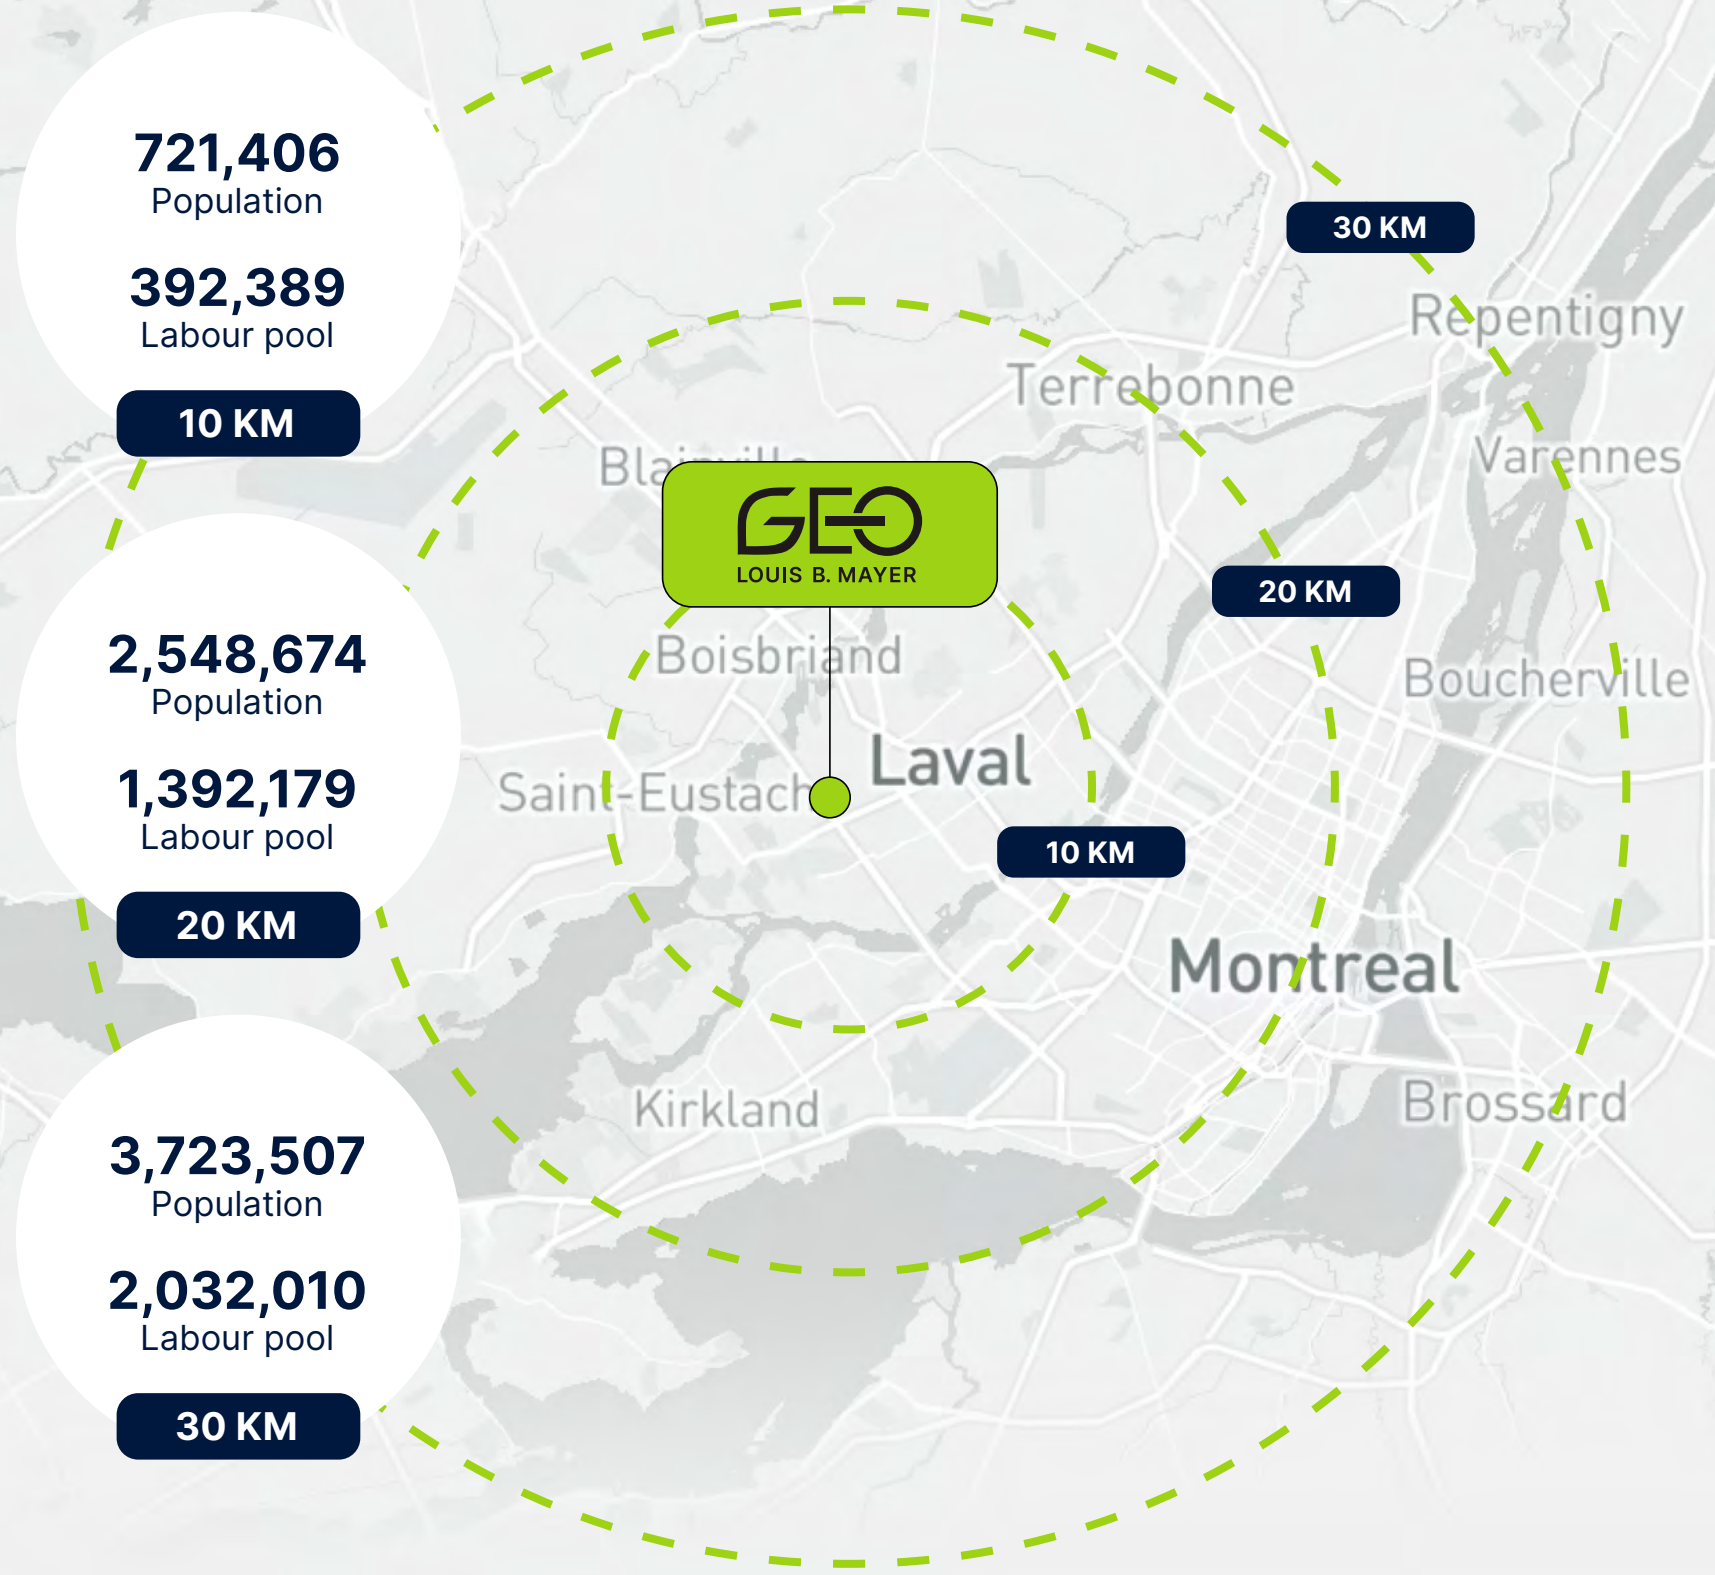 721,406
Population
392,389
Labour pool
10 KM
2,548,674
Population
1,392,179
Labour pool
20 KM
3,723,507
Population
2,032,010
Labour pool
30 KM
30 KM
Repentigny
Terrebonne
Varennes
GEO
LOUIS B. MAYER
20 KM
Boisbriand
Boucherville
Laval
Saint-Eustach
10 KM
Montreal
Kirkland
Brossard